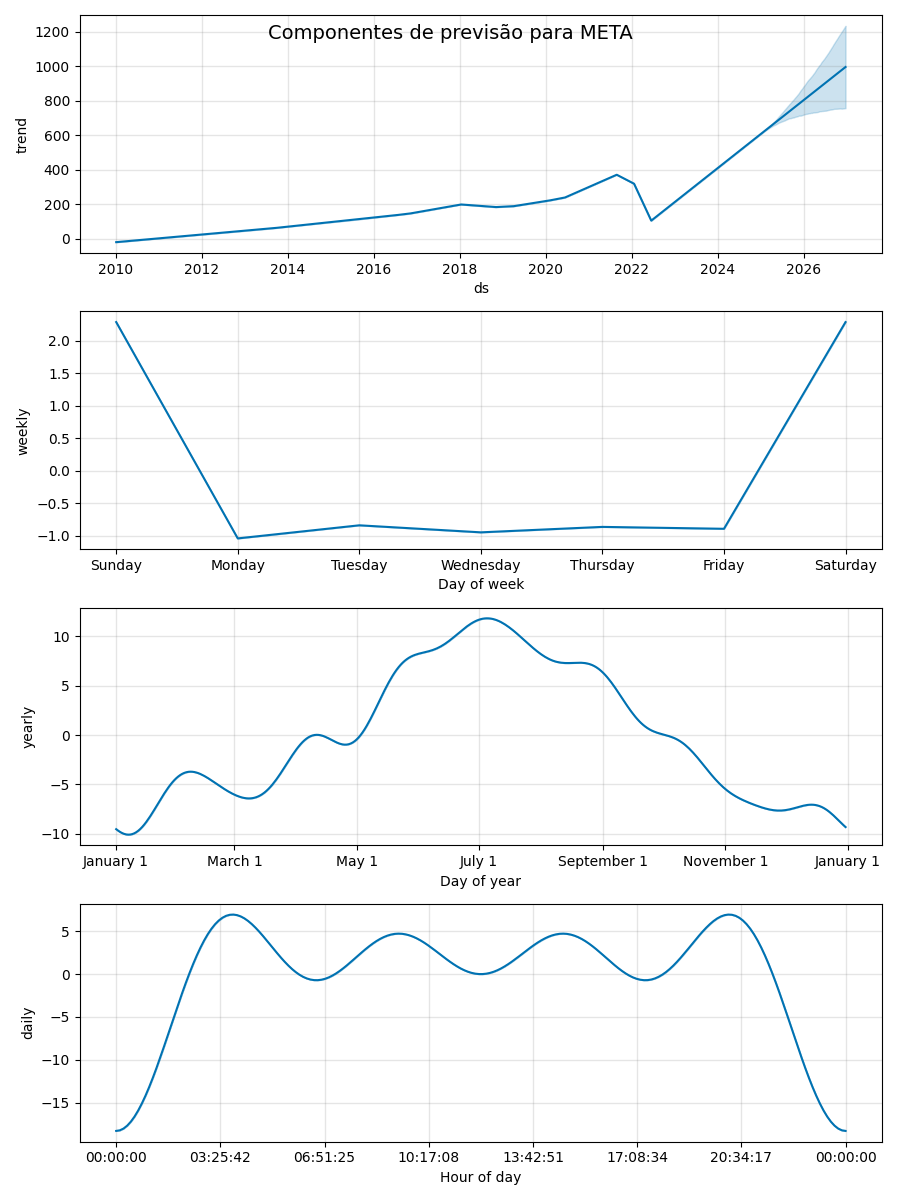 Componentes de previsão para META
1200
1000
800
600
400
200
0
trend
2010 2012 2014 2016 2018 2020 2022 2024 2026
ds
2.0
1.5
1.0
0.5
0.0
−0.5
−1.0
weekly
Sunday Monday Tuesday Wednesday Thursday Friday Saturday
Day of week
10
5
0
−5
−10
yearly
January 1 March 1 May 1 July 1 September 1 November 1 January 1
Day of year
5
0
−5
−10
−15
daily
00:00:00 03:25:42 06:51:25 10:17:08 13:42:51 17:08:34 20:34:17 00:00:00
Hour of day